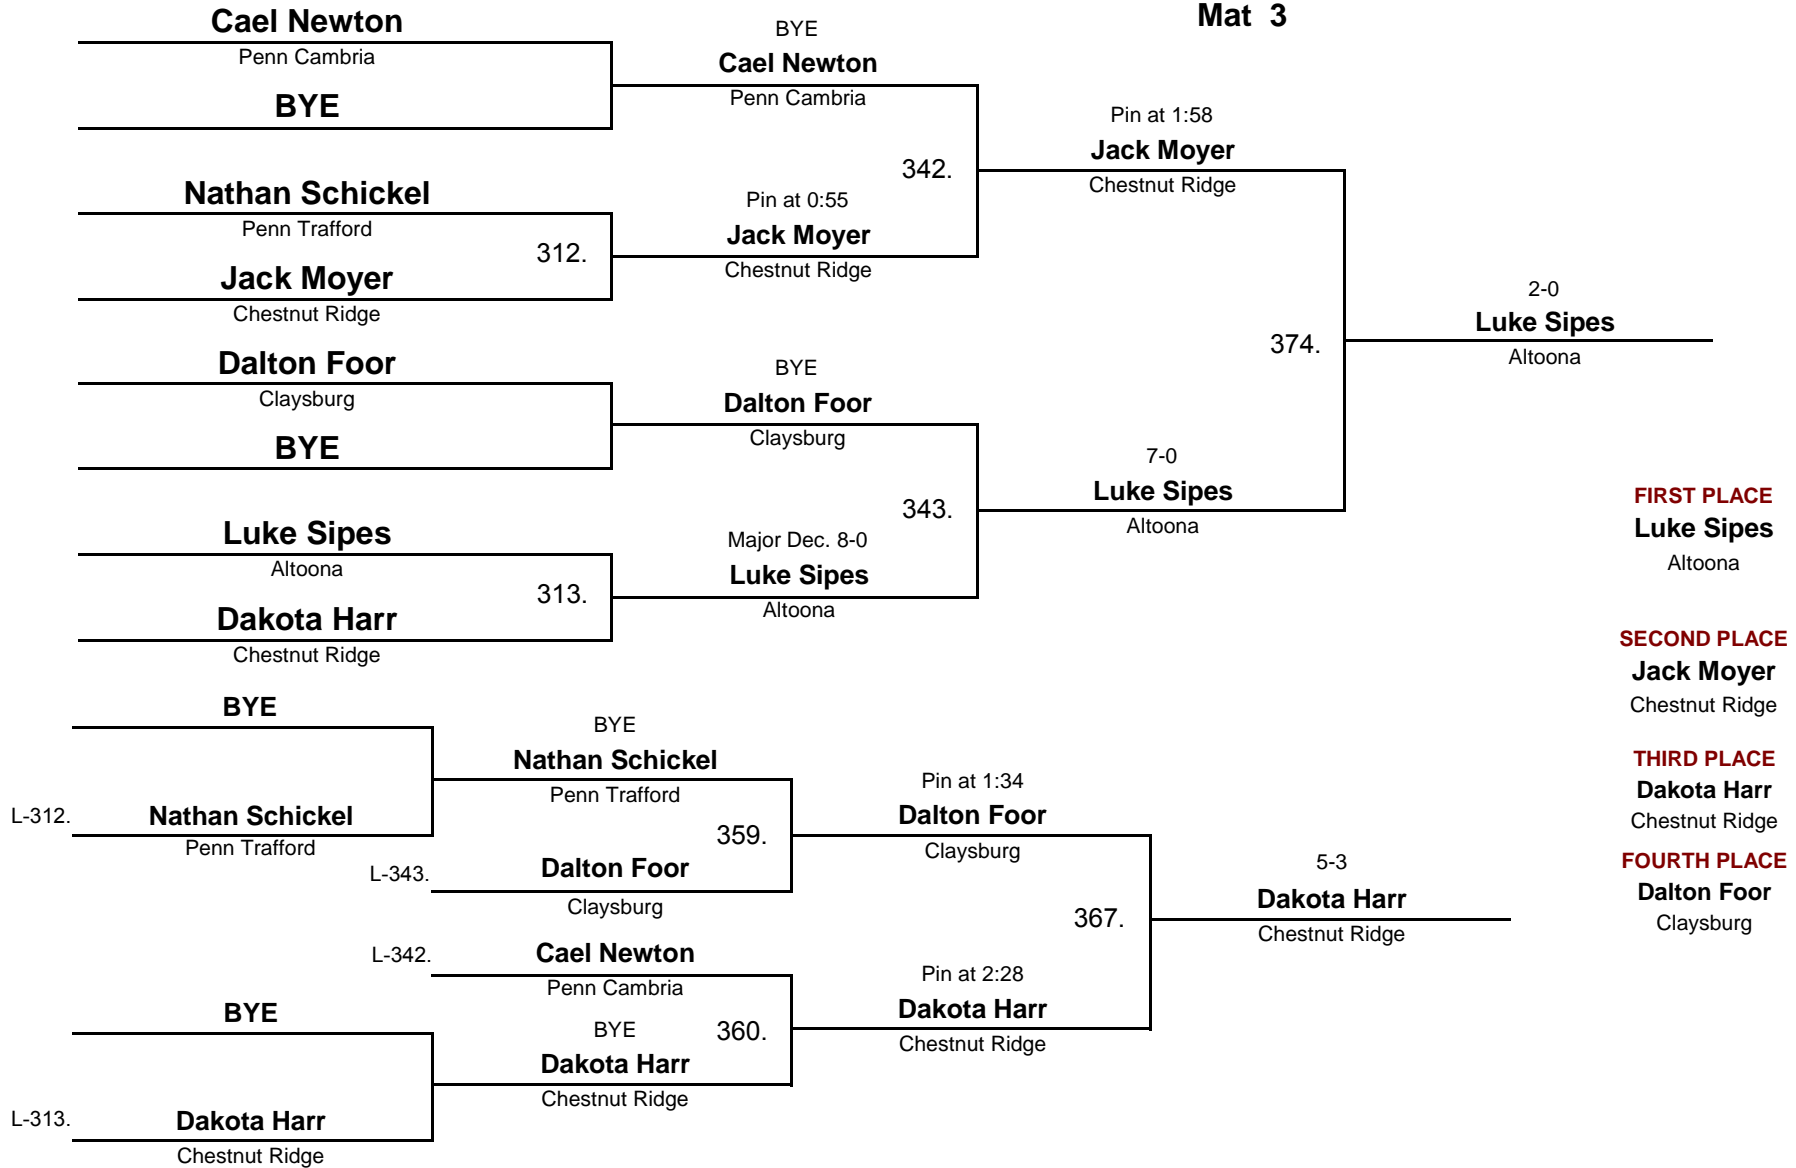 Mat 3
Cael Newton
Penn Cambria
BYE
Nathan Schickel
Penn Trafford
312.
Jack Moyer
Chestnut Ridge
Dalton Foor
Claysburg
BYE
Luke Sipes
Altoona
313.
Dakota Harr
Chestnut Ridge
BYE
Cael Newton
Penn Cambria
342.
Pin at 0:55
Jack Moyer
Chestnut Ridge
BYE
Dalton Foor
Claysburg
343.
Major Dec. 8-0
Luke Sipes
Altoona
Pin at 1:58
Jack Moyer
Chestnut Ridge
374.
7-0
Luke Sipes
Altoona
2-0
Luke Sipes
Altoona
FIRST PLACE
Luke Sipes
Altoona
SECOND PLACE
Jack Moyer
Chestnut Ridge
THIRD PLACE
Dakota Harr
Chestnut Ridge
FOURTH PLACE
Dalton Foor
Claysburg
BYE
L-312.
Nathan Schickel
Penn Trafford
BYE
Nathan Schickel
Penn Trafford
359.
L-343.
Dalton Foor
Claysburg
L-342.
Cael Newton
Penn Cambria
BYE
360.
Dakota Harr
Chestnut Ridge
BYE
L-313.
Dakota Harr
Chestnut Ridge
Pin at 1:34
Dalton Foor
Claysburg
367.
Pin at 2:28
Dakota Harr
Chestnut Ridge
5-3
Dakota Harr
Chestnut Ridge